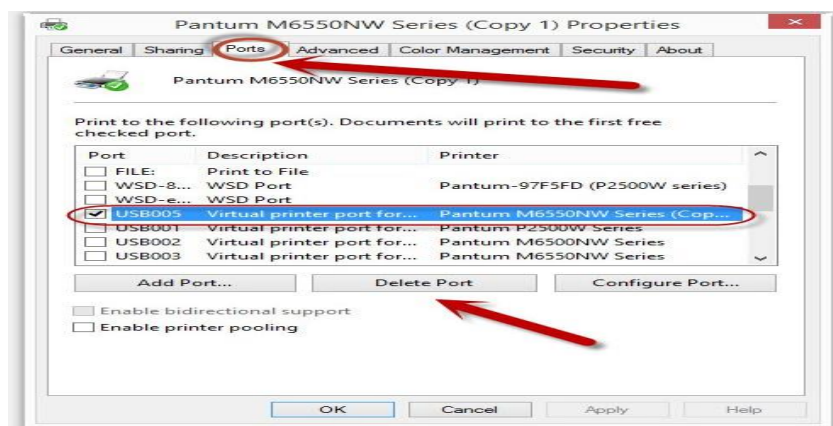 Pantum M6550NW Series (Copy 1) Properties
General Sharing Ports Advanced Color Management Security About
Pantum M6550NW Series (Copy 1)
Print to the following port(s). Documents will print to the first free
checked port.
Port Description Printer
FILE: Print to File
WSD-8... WSD Port Pantum-97F5FD (P2500W series)
WSD-e... WSD Port
USB005 Virtual printer port for... Pantum M6550NW Series (Cop...
USB001 Virtual printer port for... Pantum P2500W Series
USB002 Virtual printer port for... Pantum M6500NW Series
USB003 Virtual printer port for... Pantum M6550NW Series
Add Port... Delete Port Configure Port...
Enable bidirectional support
Enable printer pooling
OK Cancel Apply Help